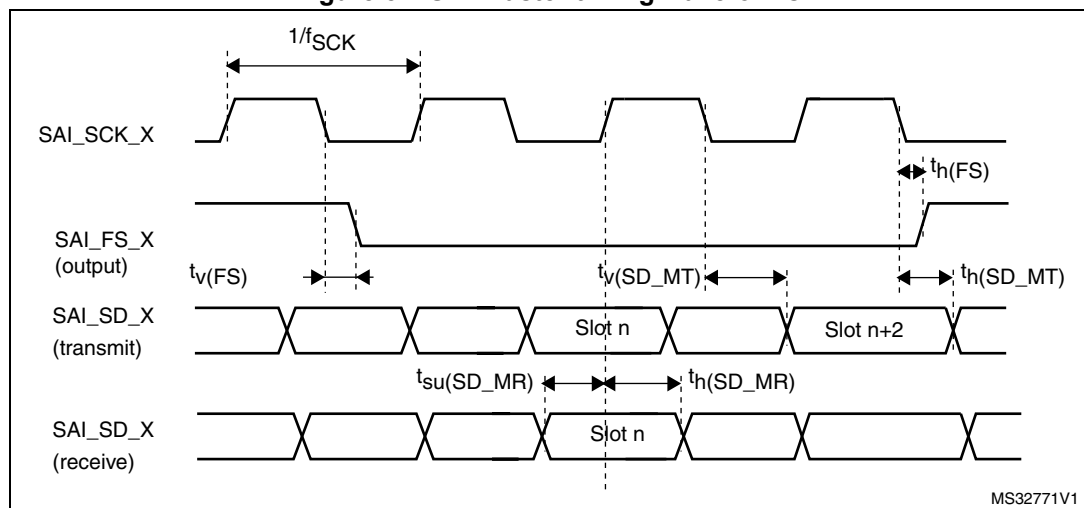 1/fSCK
SAI_SCK_X
th(FS)
SAI_FS_X
(output)
tv(FS)
tv(SD_MT)
th(SD_MT)
SAI_SD_X
(transmit)
Slot n
Slot n+2
tsu(SD_MR)
th(SD_MR)
SAI_SD_X
(receive)
Slot n
MS32771V1